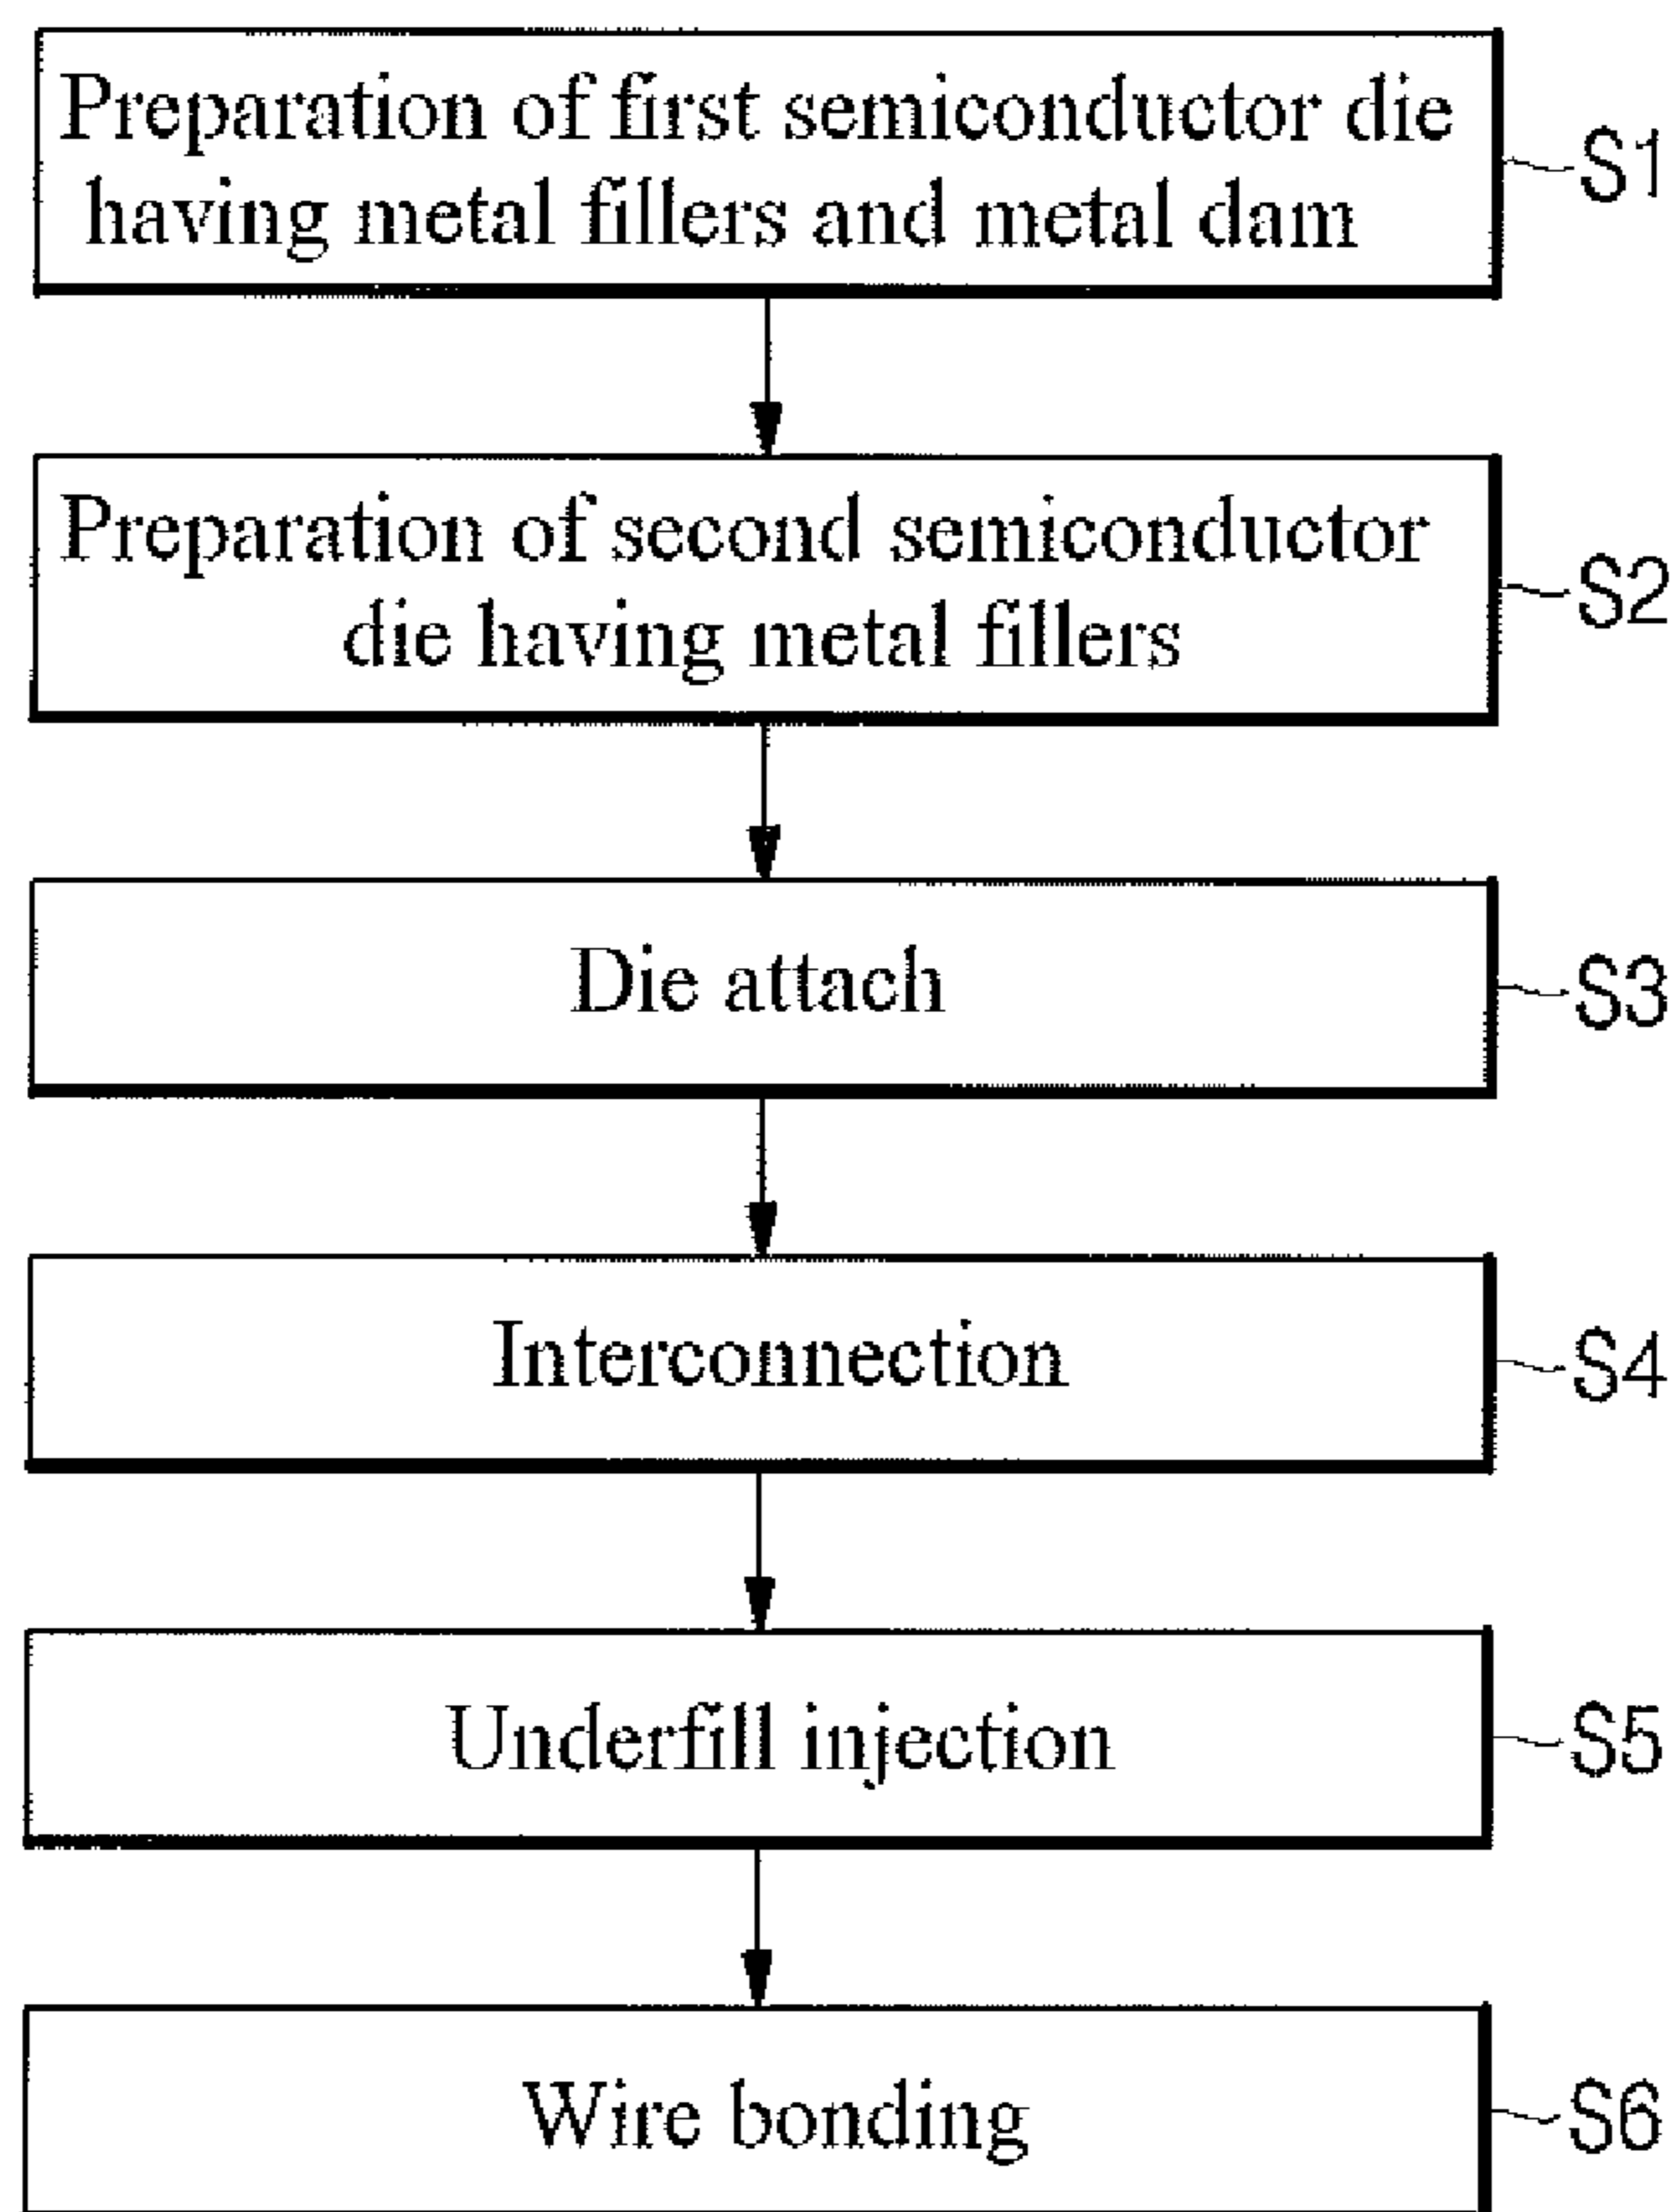 Preparation of first semiconductor die
having metal fillers and metal dam
S1
Preparation of second semiconductor
die having metal fillers
S2
Die attach
S3
Interconnection
S4
Underfill injection
S5
Wire bonding
S6